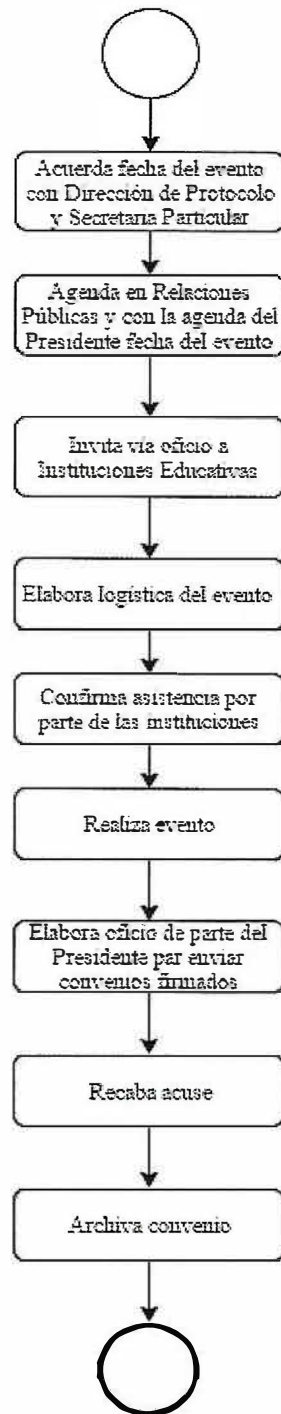 Acuerda fecha del evento
con Dirección de Protocolo
y Secretaria Particular
Agenda en Relaciones
Públicas y con la agenda del
Presidente fecha del evento
Invita vía oficio a
Instituciones Educativas
Elabora logística del evento
Confirma asistencia por
parte de las instituciones
Realiza evento
Elabora oficio de parte del
Presidente par enviar
convenios firmados
Recaba acuse
Archiva convenio